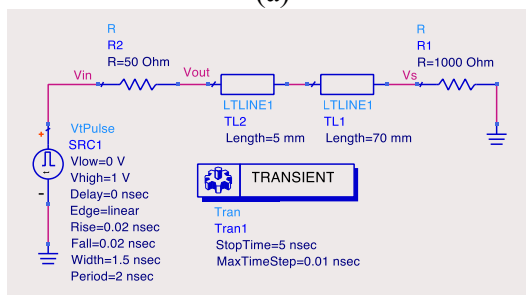 (a)
R
R2
R=50 Ohm
Vin
Vout
LTLINE1
TL2
Length=5 mm
LTLINE1
TL1
Length=70 mm
Vs
R
R1
R=1000 Ohm
VtPulse
SRC1
Vlow=0 V
Vhigh=1 V
Delay=0 nsec
Edge=linear
Rise=0.02 nsec
Fall=0.02 nsec
Width=1.5 nsec
Period=2 nsec
TRANSIENT
Tran
Tran1
StopTime=5 nsec
MaxTimeStep=0.01 nsec